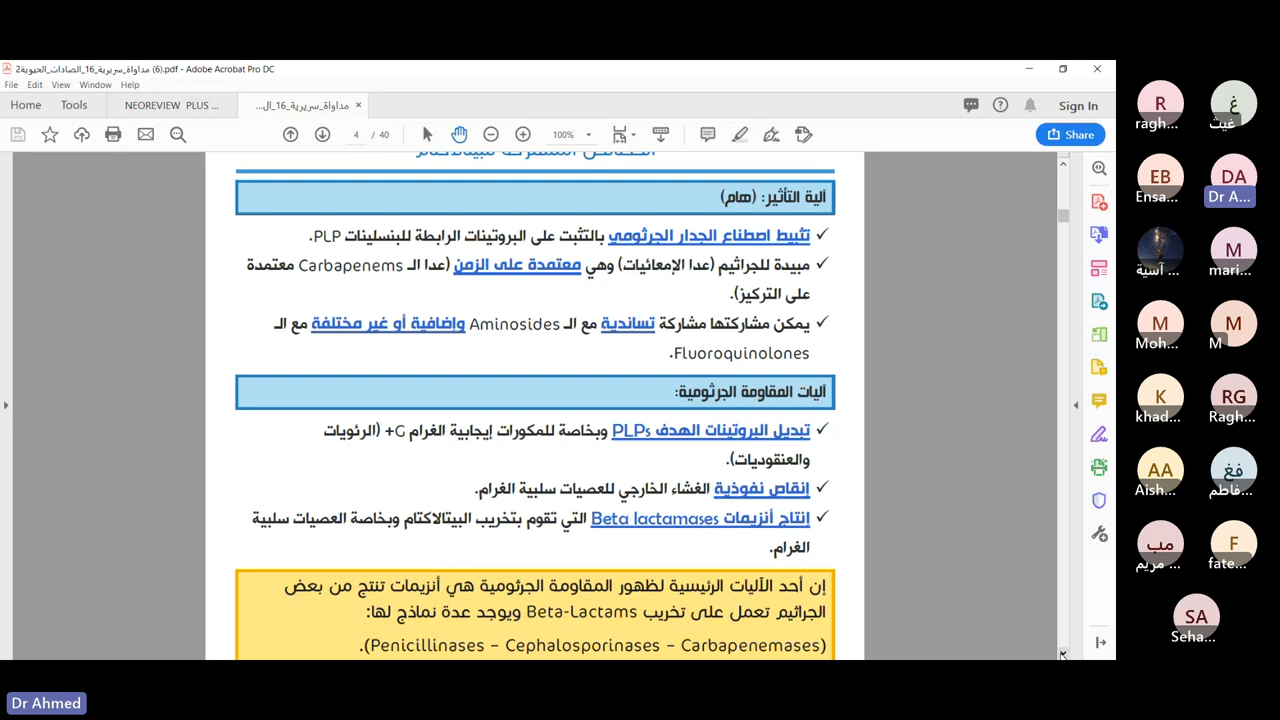 مداواة_سريرية_16_الصادات_الحيوية2 (6).pdf - Adobe Acrobat Pro DC
File Edit View Window Help
Home Tools NEOREVIEW PLUS ... مداواة_سريرية_16_ال... × Sign In
4 / 40 100% Share
آلية التأثير: (هام)
✓ تثبيط اصطناع الجدار الجرثومي بالتثبت على البروتينات الرابطة للبنسلينات PLP.
✓ مبيدة للجراثيم (عدا الإمعائيات) وهي معتمدة على الزمن (عدا الـ Carbapenems معتمدة
على التركيز).
✓ يمكن مشاركتها مشاركة تساندية مع الـ Aminosides وإضافية أو غير مختلفة مع الـ
Fluoroquinolones.
آليات المقاومة الجرثومية:
✓ تبديل البروتينات الهدف PLPs وبخاصة للمكورات إيجابية الغرام G+ (الرئويات
والعنقوديات).
✓ إنقاص نفوذية الغشاء الخارجي للعصيات سلبية الغرام.
✓ إنتاج أنزيمات Beta lactamases التي تقوم بتخريب البيتالاكتام وبخاصة العصيات سلبية
الغرام.
إن أحد الآليات الرئيسية لظهور المقاومة الجرثومية هي أنزيمات تنتج من بعض
الجراثيم تعمل على تخريب Beta-Lactams ويوجد عدة نماذج لها:
(Penicillinases – Cephalosporinases – Carbapenemases).
R غ
ragh... غيث
EB DA
Ensa... Dr A...
M
آسية ... mari...
M M
Moh... M
K RG
khad... Ragh...
AA فغ
Aish... فاطم...
مب F
مريم ... fate...
SA
Seha...
Dr Ahmed